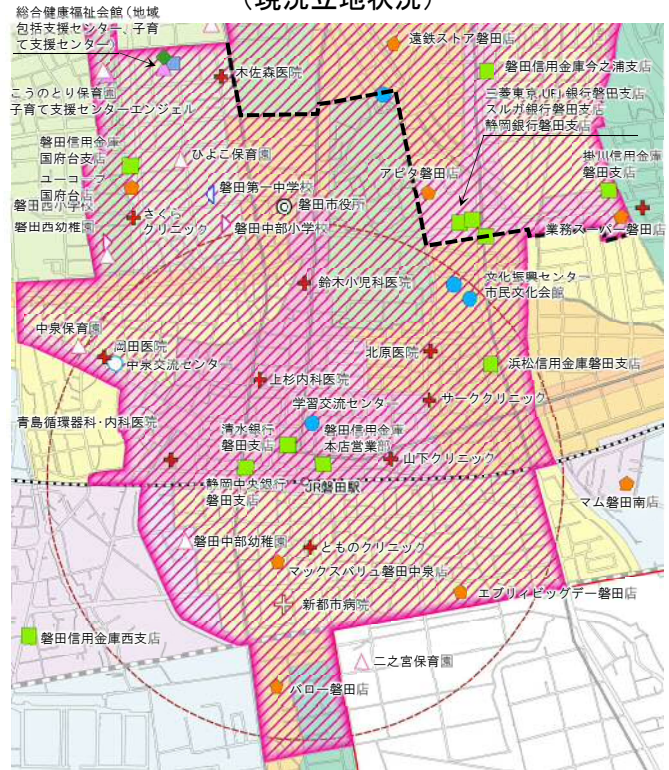 (現況立地状況)
総合健康福祉会館(地域
包括支援センター、子育
て支援センター)
遠鉄ストア磐田店
木佐森医院
磐田信用金庫今之浦支店
こうのとり保育園
子育て支援センターエンジェル
三菱東京UFJ銀行磐田支店
スルガ銀行磐田支店
静岡銀行磐田支店
磐田信用金庫
国府台支店
ひよこ保育園
掛川信用金庫
磐田支店
アピタ磐田店
ユーコープ
国府台店
磐田第一中学校
磐田市役所
磐田西小学校
さくら
クリニック
磐田中部小学校
磐田西幼稚園
業務スーパー磐田店
鈴木小児科医院
文化振興センター
市民文化会館
中泉保育園
岡田医院
中泉交流センター
北原医院
浜松信用金庫磐田支店
上杉内科医院
学習交流センター
サーククリニック
青島循環器科・内科医院
清水銀行
磐田支店
磐田信用金庫
本店営業部
山下クリニック
静岡中央銀行
磐田支店
JR磐田駅
マム磐田南店
磐田中部幼稚園
とものクリニック
マックスバリュ磐田中泉店
エブリィビッグデー磐田店
新都市病院
磐田信用金庫西支店
二之宮保育園
バロー磐田店